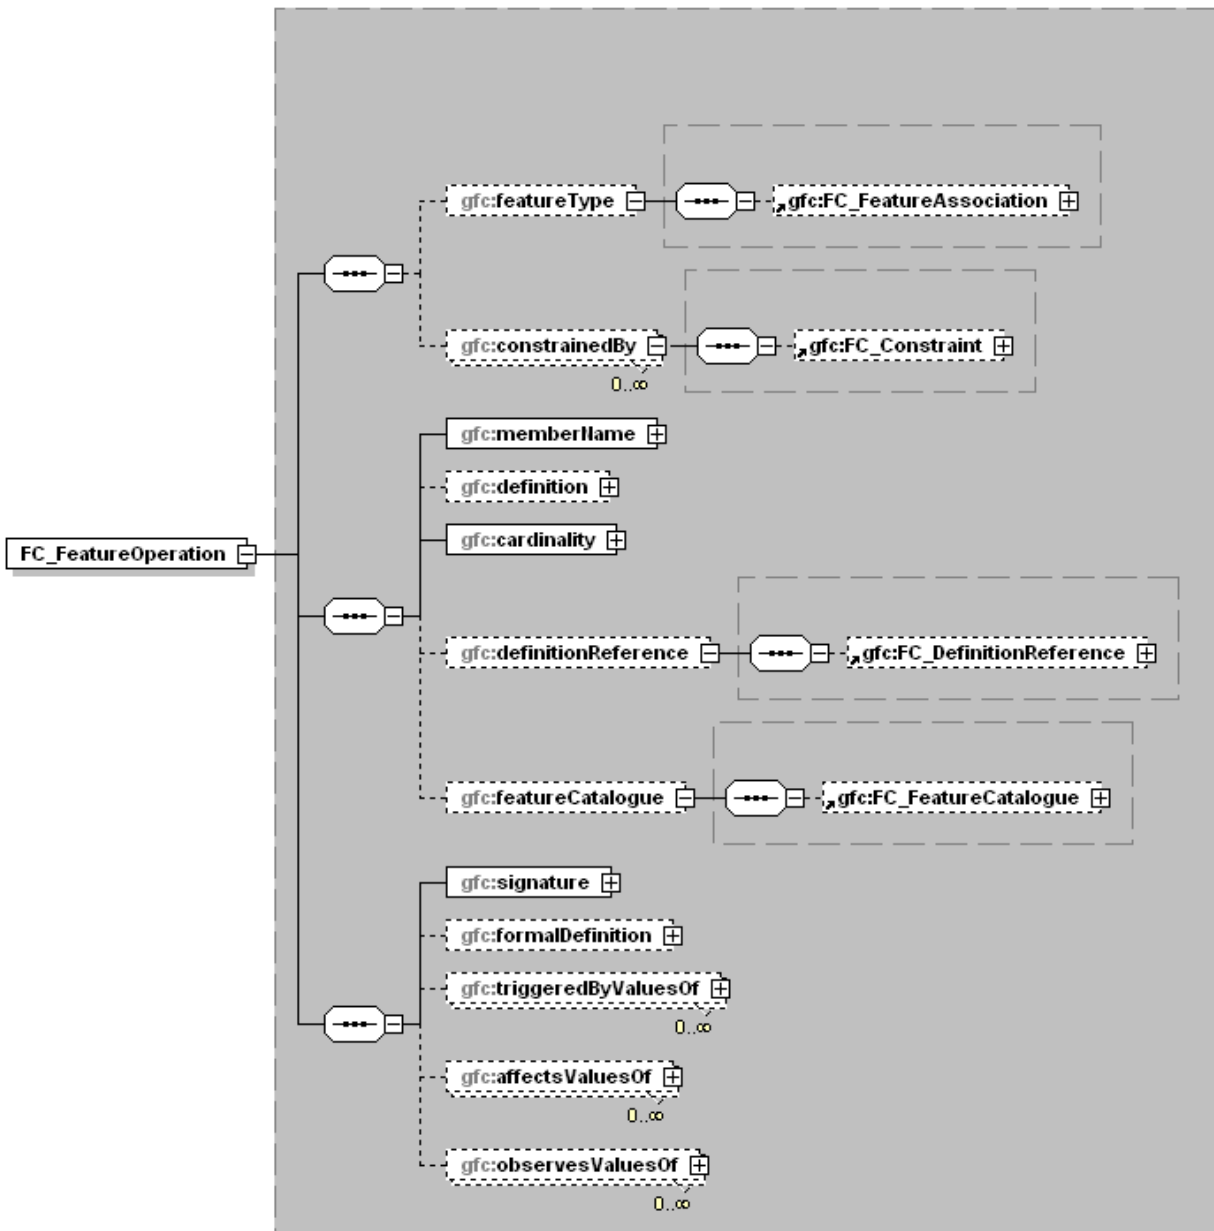 gfc:featureType
gfc:FC_FeatureAssociation
gfc:constrainedBy
gfc:FC_Constraint
0..∞
gfc:memberName
gfc:definition
gfc:cardinality
FC_FeatureOperation
gfc:definitionReference
gfc:FC_DefinitionReference
gfc:featureCatalogue
gfc:FC_FeatureCatalogue
gfc:signature
gfc:formalDefinition
gfc:triggeredByValuesOf
0..∞
gfc:affectsValuesOf
0..∞
gfc:observesValuesOf
0..∞